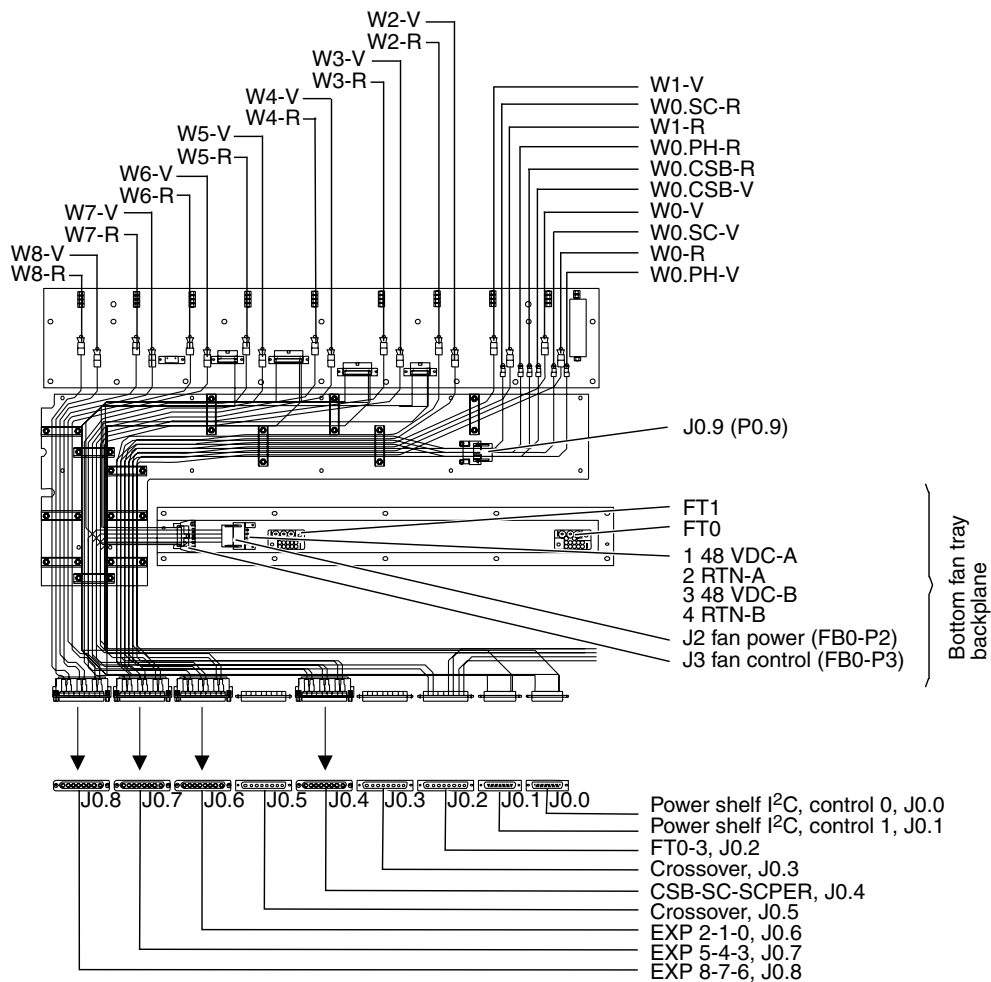 W2-V
W2-R
W3-V
W3-R
W4-V
W4-R
W5-V
W5-R
W6-V
W6-R
W7-V
W7-R
W8-V
W8-R
W1-V
W0.SC-R
W1-R
W0.PH-R
W0.CSB-R
W0.CSB-V
W0-V
W0.SC-V
W0-R
W0.PH-V
J0.9 (P0.9)
FT1
FT0
1 48 VDC-A
2 RTN-A
3 48 VDC-B
4 RTN-B
J2 fan power (FB0-P2)
J3 fan control (FB0-P3)
Bottom fan tray
backplane
J0.8 J0.7 J0.6 J0.5 J0.4 J0.3 J0.2 J0.1 J0.0
Power shelf I²C, control 0, J0.0
Power shelf I²C, control 1, J0.1
FT0-3, J0.2
Crossover, J0.3
CSB-SC-SCPER, J0.4
Crossover, J0.5
EXP 2-1-0, J0.6
EXP 5-4-3, J0.7
EXP 8-7-6, J0.8